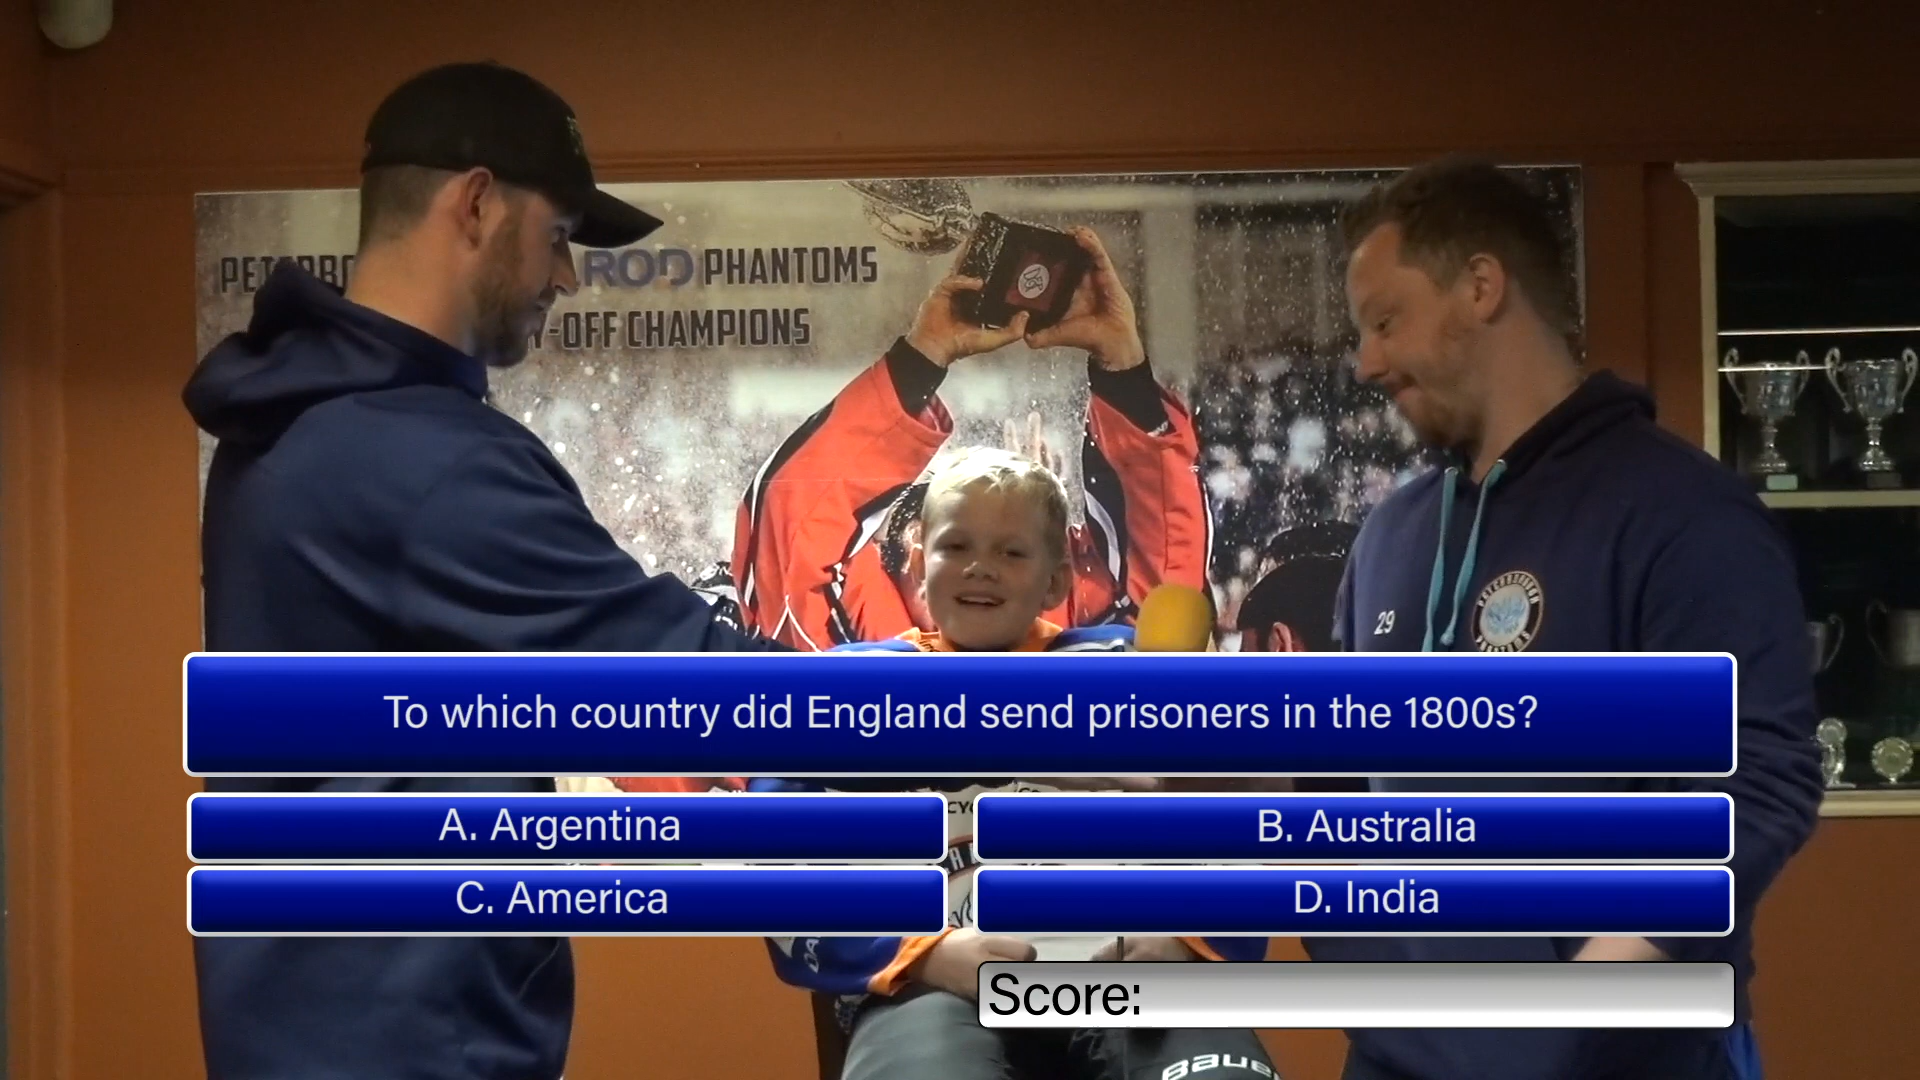 PHANTOMS
-OFF CHAMPIONS
29
To which country did England send prisoners in the 1800s?
A. Argentina
B. Australia
C. America
D. India
Score: